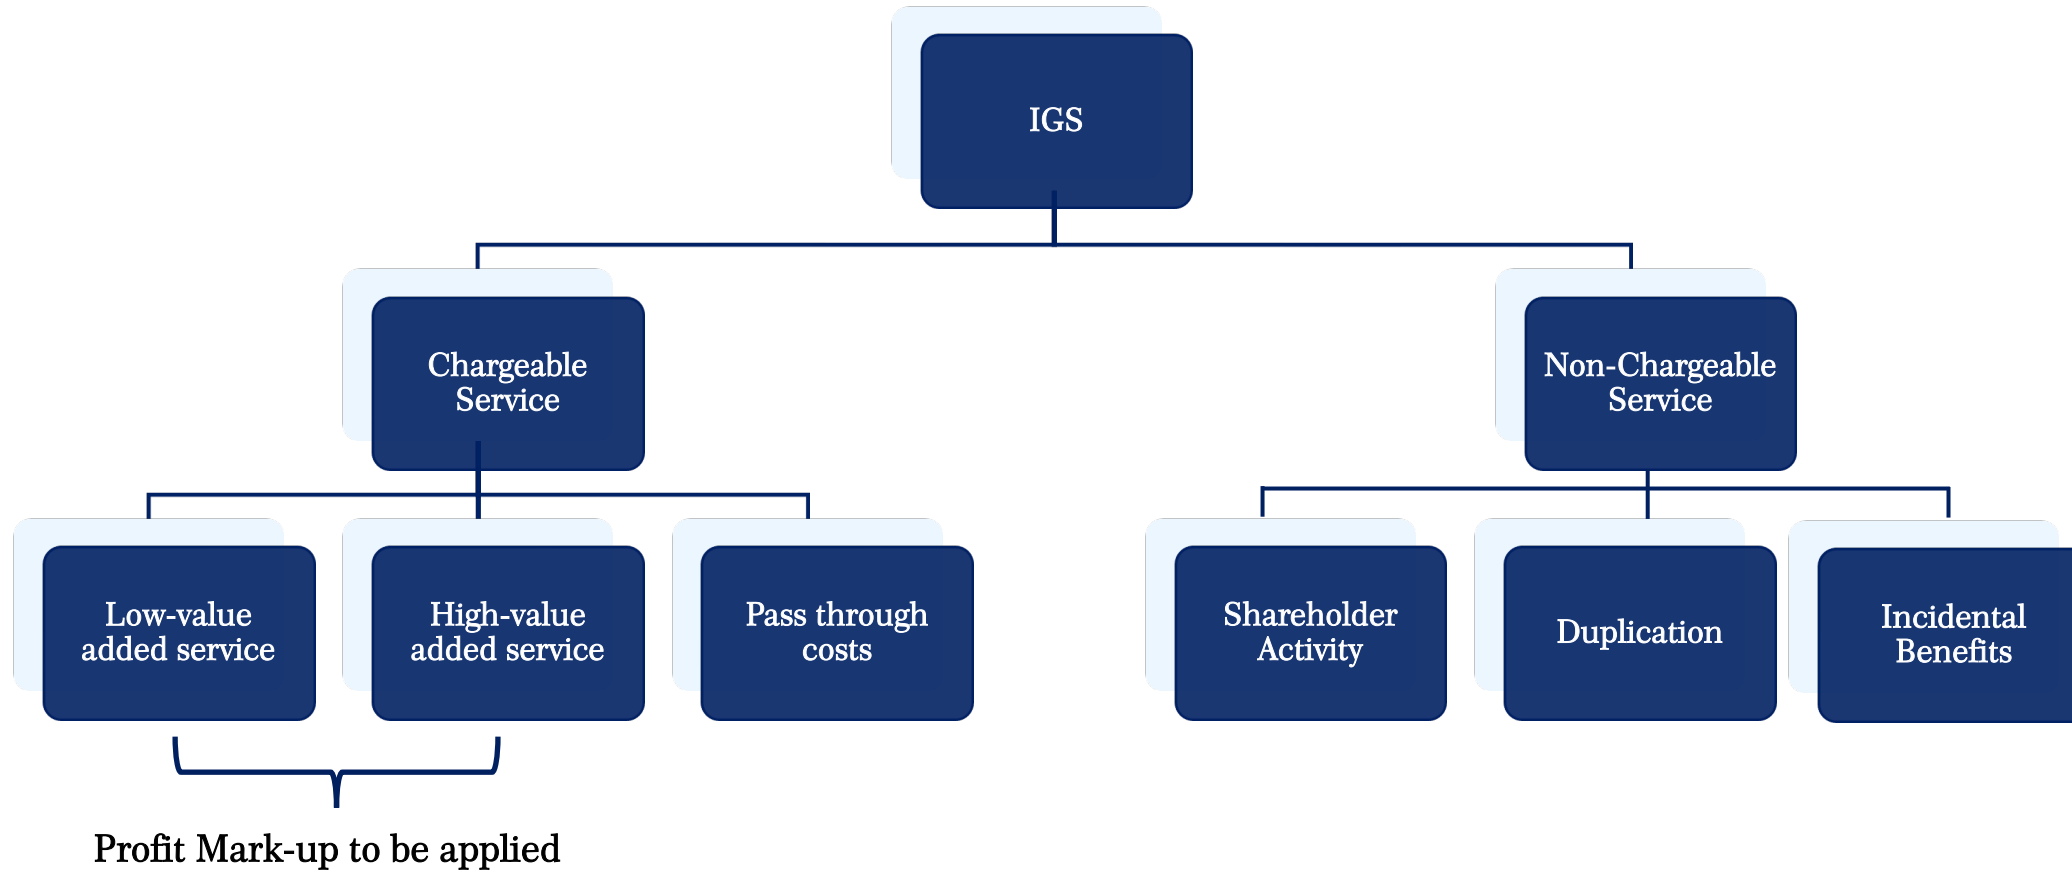 IGS
Chargeable
Service
Non-Chargeable
Service
Low-value
added service
High-value
added service
Pass through
costs
Shareholder
Activity
Duplication
Incidental
Benefits
Profit Mark-up to be applied